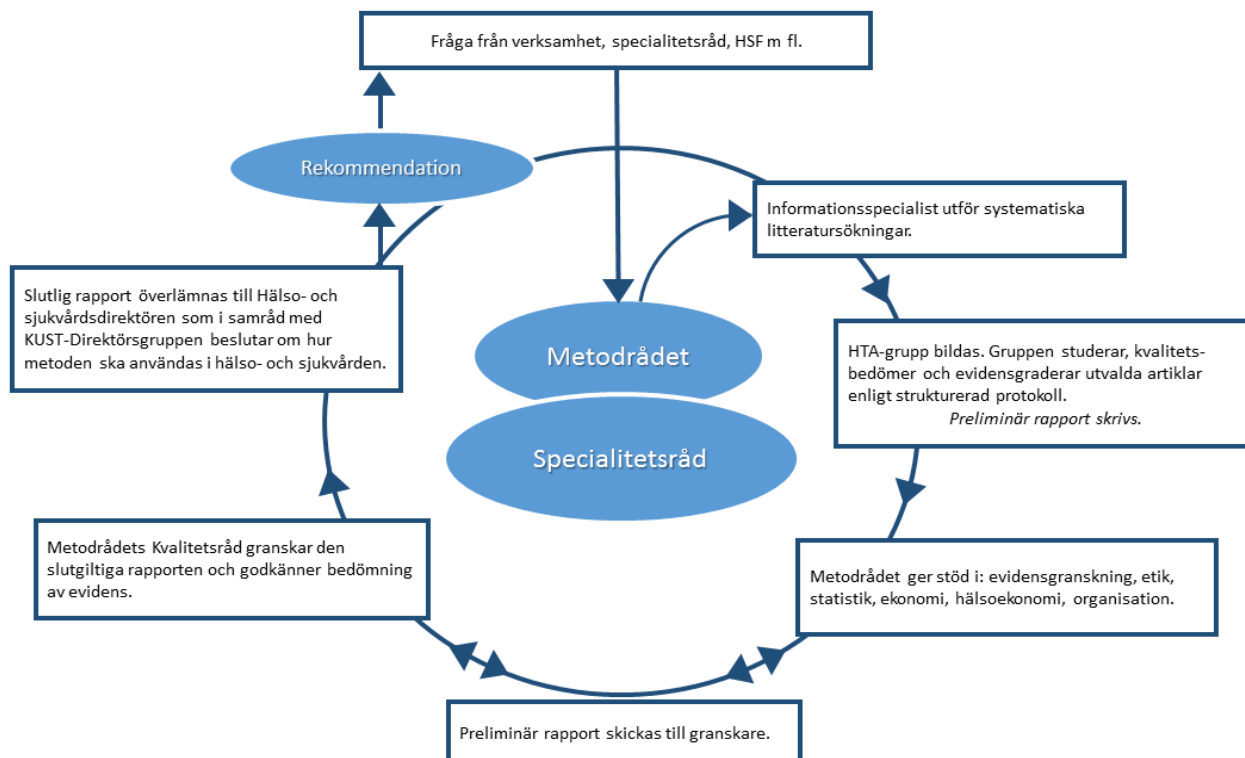 Fråga från verksamhet, specialitetsråd, HSF m fl.
Rekommendation
Informationsspecialist utför systematiska
litteratursökningar.
HTA-grupp bildas. Gruppen studerar, kvalitets-
bedömer och evidensgraderar utvalda artiklar
enligt strukturerad protokoll.
Preliminär rapport skrivs.
Metodrådet ger stöd i: evidensgranskning, etik,
statistik, ekonomi, hälsoekonomi, organisation.
Preliminär rapport skickas till granskare.
Metodrådets Kvalitetsråd granskar den
slutgiltiga rapporten och godkänner bedömning
av evidens.
Slutlig rapport överlämnas till Hälso- och
sjukvårdsdirektören som i samråd med
KUST-Direktörsgruppen beslutar om hur
metoden ska användas i hälso- och sjukvården.
Metodrådet
Specialitetsråd